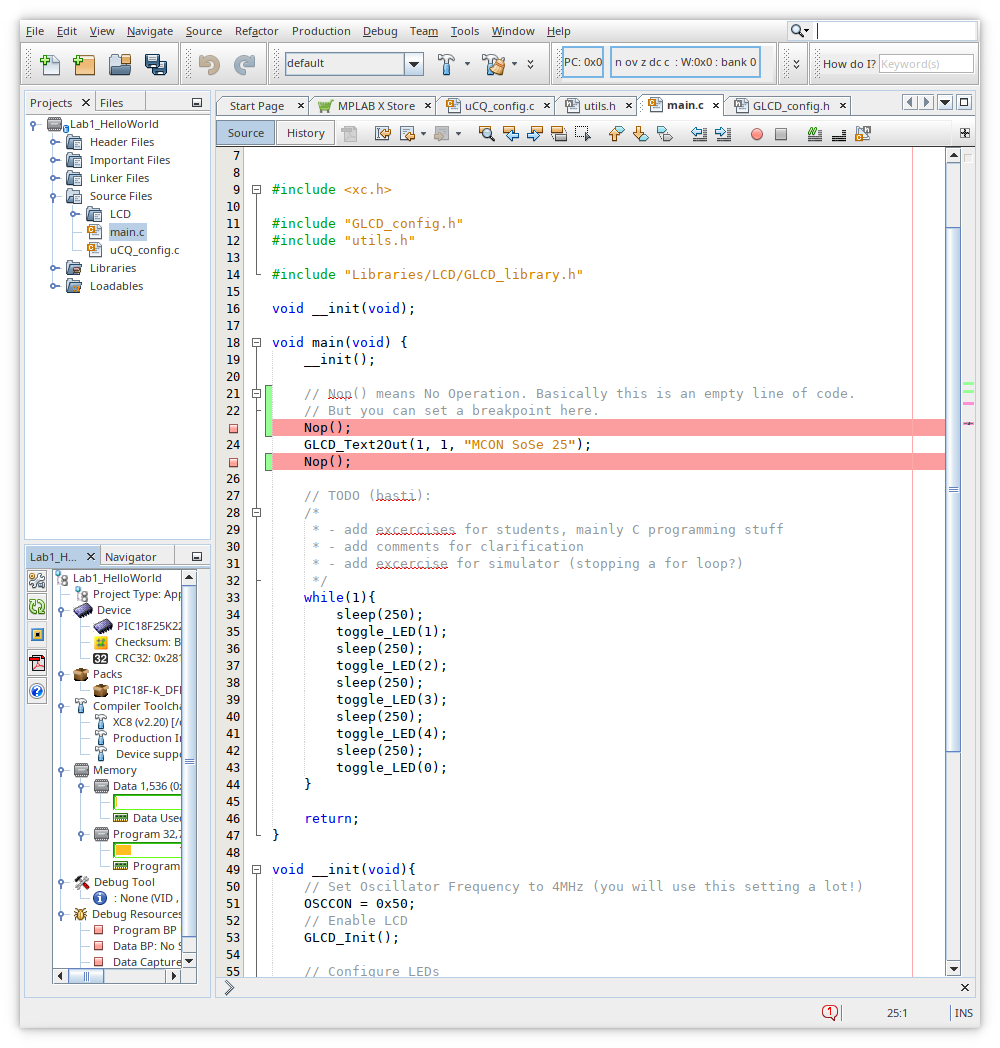 File Edit View Navigate Source Refactor Production Debug Team Tools Window Help
default PC: 0x0 n ov z dc c : W:0x0 : bank 0 How do I? Keyword(s)
Projects Files
Lab1_HelloWorld
Header Files
Important Files
Linker Files
Source Files
LCD
main.c
uCQ_config.c
Libraries
Loadables
Lab1_H... Navigator
Lab1_HelloWorld
Project Type: App
Device
PIC18F25K22
Checksum: B
32 CRC32: 0x281
Packs
PIC18F-K_DF
Compiler Toolcha
XC8 (v2.20) [/
Production I
Device supp
Memory
Data 1,536 (0x
Data Use
Program 32,7
Program
Debug Tool
: None (VID ,
Debug Resources
Program BP
Data BP: No S
Data Capture
Start Page MPLAB X Store uCQ_config.c utils.h main.c GLCD_config.h
Source History
7
8
9 #include <xc.h>
10
11 #include "GLCD_config.h"
12 #include "utils.h"
13
14 #include "Libraries/LCD/GLCD_library.h"
15
16 void __init(void);
17
18 void main(void) {
19 __init();
20
21 // Nop() means No Operation. Basically this is an empty line of code.
22 // But you can set a breakpoint here.
Nop();
24 GLCD_Text2Out(1, 1, "MCON SoSe 25");
Nop();
26
27 // TODO (basti):
28 /*
29 * - add excercises for students, mainly C programming stuff
30 * - add comments for clarification
31 * - add excercise for simulator (stopping a for loop?)
32 */
33 while(1){
34 sleep(250);
35 toggle_LED(1);
36 sleep(250);
37 toggle_LED(2);
38 sleep(250);
39 toggle_LED(3);
40 sleep(250);
41 toggle_LED(4);
42 sleep(250);
43 toggle_LED(0);
44 }
45
46 return;
47 }
48
49 void __init(void){
50 // Set Oscillator Frequency to 4MHz (you will use this setting a lot!)
51 OSCCON = 0x50;
52 // Enable LCD
53 GLCD_Init();
54
55 // Configure LEDs
1 25:1 INS